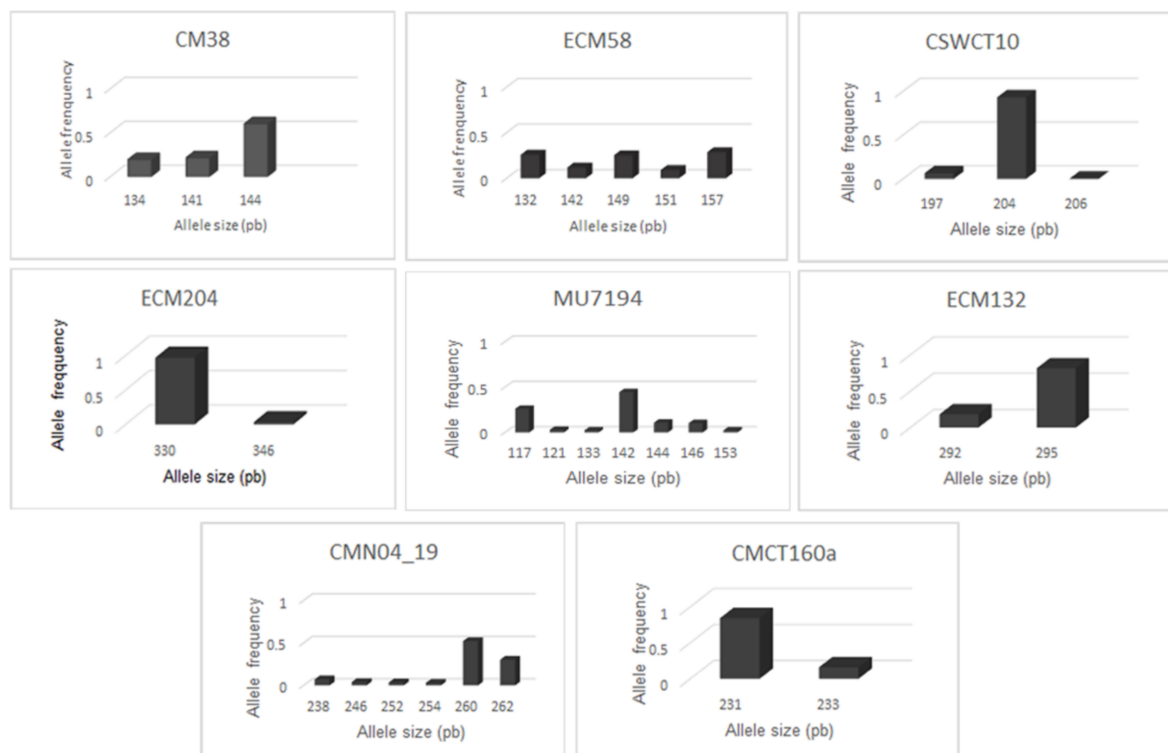 CM38
Allele frenquency
1
0.5
0
134 141 144
Allele size (pb)
ECM58
Allele frenquency
1
0.5
0
132 142 149 151 157
Allele size (pb)
CSWCT10
Allele frequency
1
0.5
0
197 204 206
Allele size (pb)
ECM204
Allele freqquency
1
0.5
0
330 346
Allele size (pb)
MU7194
Allele frequency
1
0.5
0
117 121 133 142 144 146 153
Allele size (pb)
ECM132
Allele frequency
1
0.5
0
292 295
Allele size (pb)
CMN04_19
Allele frequency
1
0.5
0
238 246 252 254 260 262
Allele size (pb)
CMCT160a
Allele frequency
1
0.5
0
231 233
Allele size (pb)